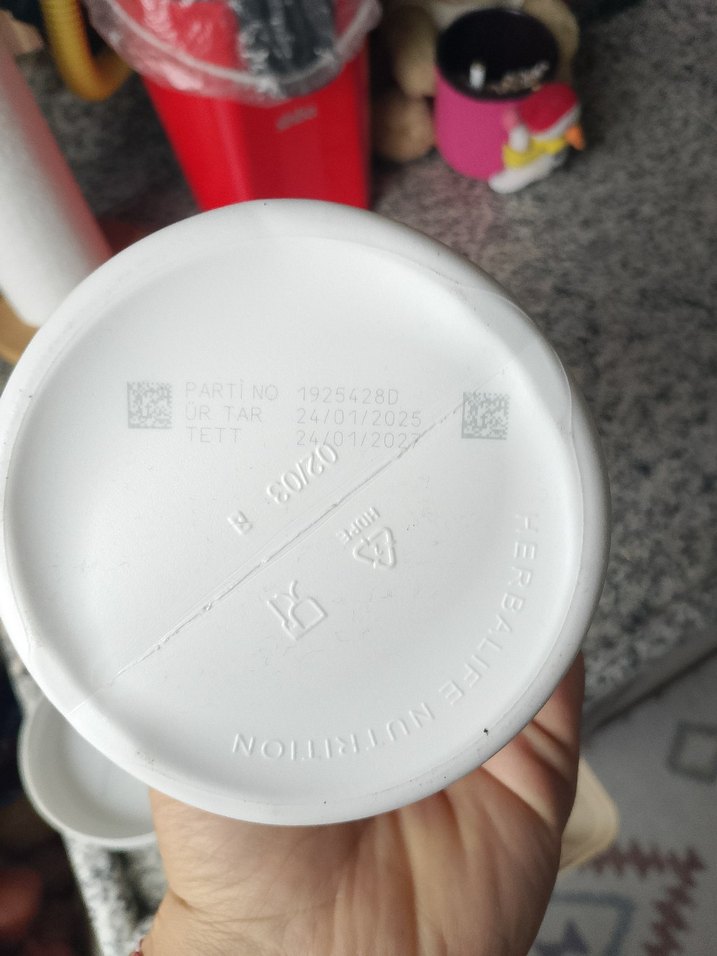 PARTİ NO 1925428D
ÜR TAR 24/01/2025
TETT 24/01/2027
02/03
HDPE
HERBALIFE NUTRITION